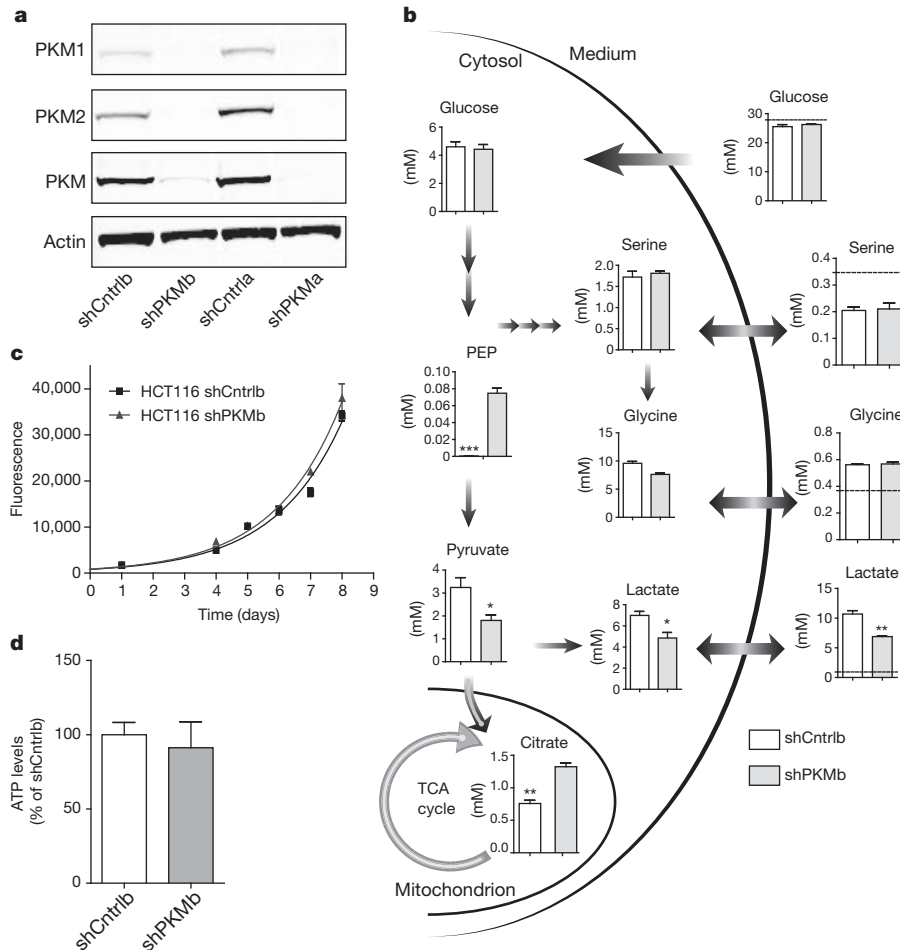 a
PKM1
PKM2
PKM
Actin
shCntrlb
shPKMb
shCntrla
shPKMa
b
Cytosol
Medium
Glucose
(mM)
6
4
2
0
Glucose
(mM)
30
20
10
0
Serine
(mM)
2.0
1.5
1.0
0.5
0
Serine
(mM)
0.4
0.3
0.2
0.1
0
PEP
(mM)
0.10
0.08
0.06
0.04
0.02
0
***
Glycine
(mM)
15
10
5
0
Glycine
(mM)
0.8
0.6
0.4
0.2
0
Pyruvate
(mM)
4
3
2
1
0
*
Lactate
(mM)
8
6
4
2
0
*
Lactate
(mM)
15
10
5
0
**
Citrate
(mM)
1.5
1.0
0.5
0.0
**
TCA
cycle
Mitochondrion
shCntrlb
shPKMb
c
HCT116 shCntrlb
HCT116 shPKMb
Fluorescence
40,000
30,000
20,000
10,000
0
0 1 2 3 4 5 6 7 8 9
Time (days)
d
ATP levels
(% of shCntrlb)
150
100
50
0
shCntrlb
shPKMb